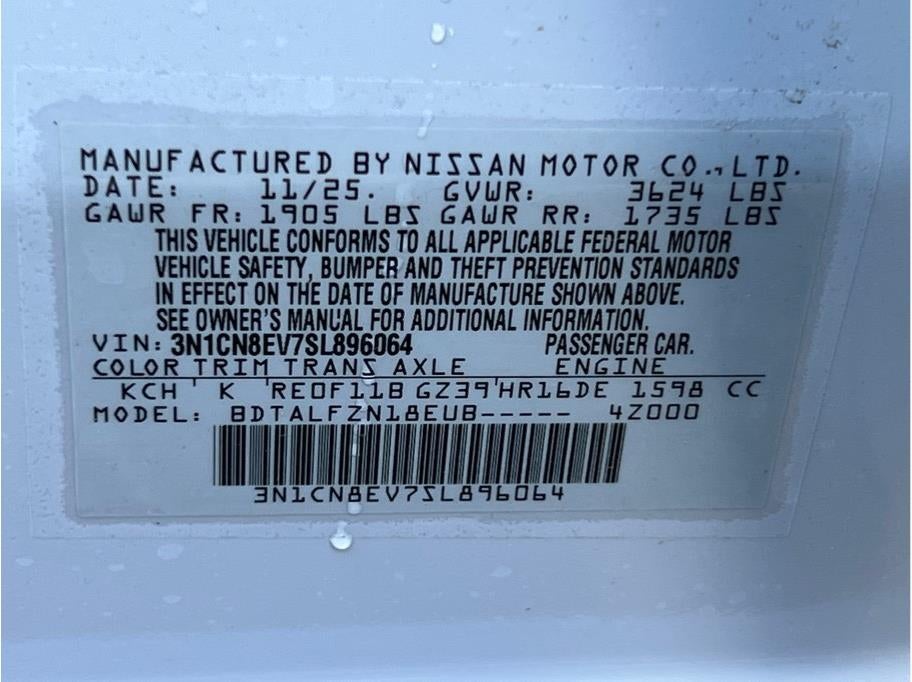 MANUFACTURED BY NISSAN MOTOR CO.,LTD.
DATE: 11/25. GVWR: 3624 LBS
GAWR FR: 1905 LBS GAWR RR: 1735 LBS
THIS VEHICLE CONFORMS TO ALL APPLICABLE FEDERAL MOTOR
VEHICLE SAFETY, BUMPER AND THEFT PREVENTION STANDARDS
IN EFFECT ON THE DATE OF MANUFACTURE SHOWN ABOVE.
SEE OWNER'S MANUAL FOR ADDITIONAL INFORMATION.
VIN: 3N1CN8EV7SL896064 PASSENGER CAR.
COLOR TRIM TRANS AXLE ENGINE
KCH K RE0F11B GZ39 HR16DE 1598 CC
MODEL: BDTALFZN18EUB----- 4Z000
3N1CN8EV7SL896064